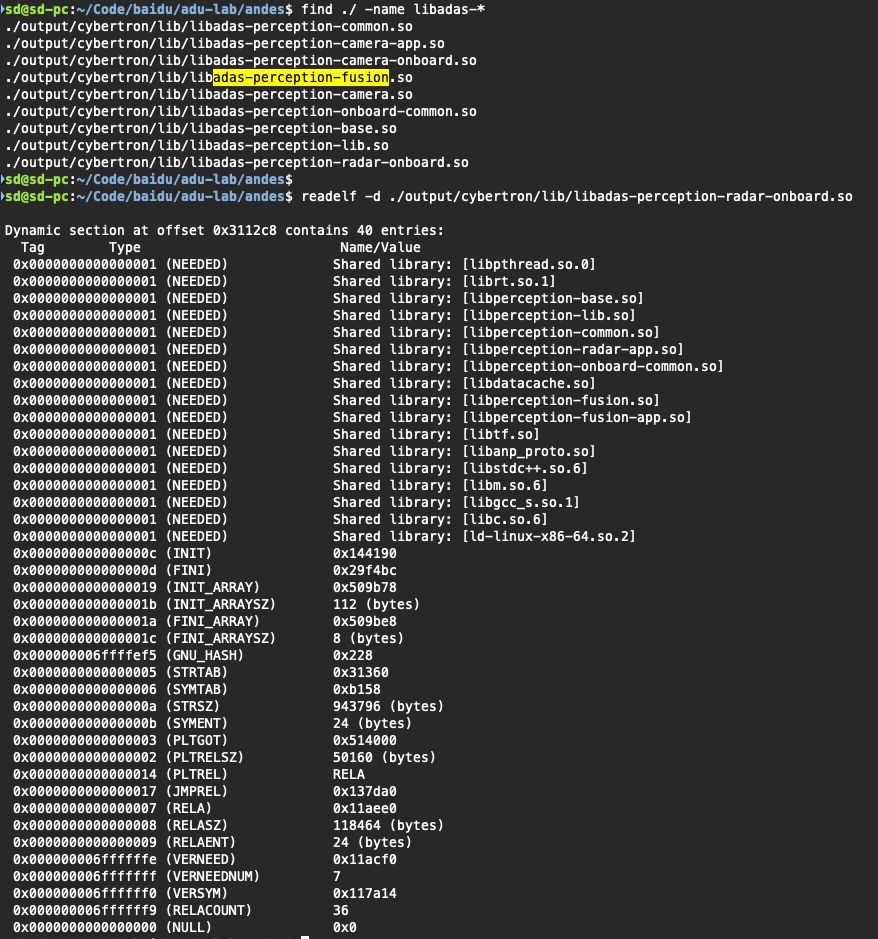 sd@sd-pc:~/Code/baidu/adu-lab/andes$ find ./ -name libadas-*
./output/cybertron/lib/libadas-perception-common.so
./output/cybertron/lib/libadas-perception-camera-app.so
./output/cybertron/lib/libadas-perception-camera-onboard.so
./output/cybertron/lib/libadas-perception-fusion.so
./output/cybertron/lib/libadas-perception-camera.so
./output/cybertron/lib/libadas-perception-onboard-common.so
./output/cybertron/lib/libadas-perception-base.so
./output/cybertron/lib/libadas-perception-lib.so
./output/cybertron/lib/libadas-perception-radar-onboard.so
sd@sd-pc:~/Code/baidu/adu-lab/andes$
sd@sd-pc:~/Code/baidu/adu-lab/andes$ readelf -d ./output/cybertron/lib/libadas-perception-radar-onboard.so
Dynamic section at offset 0x3112c8 contains 40 entries:
Tag Type Name/Value
0x0000000000000001 (NEEDED) Shared library: [libpthread.so.0]
0x0000000000000001 (NEEDED) Shared library: [librt.so.1]
0x0000000000000001 (NEEDED) Shared library: [libperception-base.so]
0x0000000000000001 (NEEDED) Shared library: [libperception-lib.so]
0x0000000000000001 (NEEDED) Shared library: [libperception-common.so]
0x0000000000000001 (NEEDED) Shared library: [libperception-radar-app.so]
0x0000000000000001 (NEEDED) Shared library: [libperception-onboard-common.so]
0x0000000000000001 (NEEDED) Shared library: [libdatacache.so]
0x0000000000000001 (NEEDED) Shared library: [libperception-fusion.so]
0x0000000000000001 (NEEDED) Shared library: [libperception-fusion-app.so]
0x0000000000000001 (NEEDED) Shared library: [libtf.so]
0x0000000000000001 (NEEDED) Shared library: [libanp_proto.so]
0x0000000000000001 (NEEDED) Shared library: [libstdc++.so.6]
0x0000000000000001 (NEEDED) Shared library: [libm.so.6]
0x0000000000000001 (NEEDED) Shared library: [libgcc_s.so.1]
0x0000000000000001 (NEEDED) Shared library: [libc.so.6]
0x0000000000000001 (NEEDED) Shared library: [ld-linux-x86-64.so.2]
0x000000000000000c (INIT) 0x144190
0x000000000000000d (FINI) 0x29f4bc
0x0000000000000019 (INIT_ARRAY) 0x509b78
0x000000000000001b (INIT_ARRAYSZ) 112 (bytes)
0x000000000000001a (FINI_ARRAY) 0x509be8
0x000000000000001c (FINI_ARRAYSZ) 8 (bytes)
0x000000006ffffef5 (GNU_HASH) 0x228
0x0000000000000005 (STRTAB) 0x31360
0x0000000000000006 (SYMTAB) 0xb158
0x000000000000000a (STRSZ) 943796 (bytes)
0x000000000000000b (SYMENT) 24 (bytes)
0x0000000000000003 (PLTGOT) 0x514000
0x0000000000000002 (PLTRELSZ) 50160 (bytes)
0x0000000000000014 (PLTREL) RELA
0x0000000000000017 (JMPREL) 0x137da0
0x0000000000000007 (RELA) 0x11aee0
0x0000000000000008 (RELASZ) 118464 (bytes)
0x0000000000000009 (RELAENT) 24 (bytes)
0x000000006ffffffe (VERNEED) 0x11acf0
0x000000006fffffff (VERNEEDNUM) 7
0x000000006ffffff0 (VERSYM) 0x117a14
0x000000006ffffff9 (RELACOUNT) 36
0x0000000000000000 (NULL) 0x0